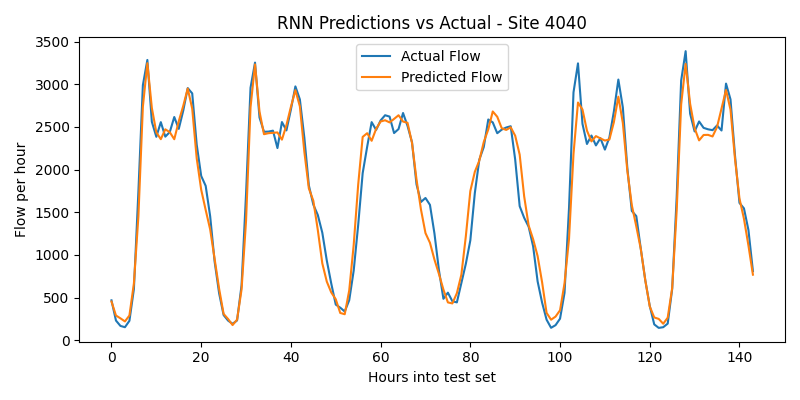 RNN Predictions vs Actual - Site 4040
Actual Flow
Predicted Flow
Flow per hour
3500
3000
2500
2000
1500
1000
500
0
0 20 40 60 80 100 120 140
Hours into test set